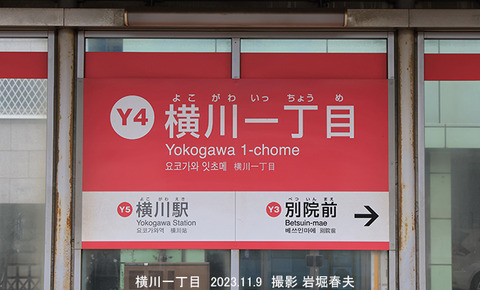 よこ がわ いっ ちょう め
Y4 横川一丁目
Yokogawa 1-chome
요코가와 잇초메 横川一丁目
よこ がわ えき
Y5 横川駅
Yokogawa Station
요코가와역 横川站
べつ いん まえ
Y3 別院前
Betsuin-mae
베쓰인마에 別院前
横川一丁目 2023.11.9 撮影 岩堀春夫